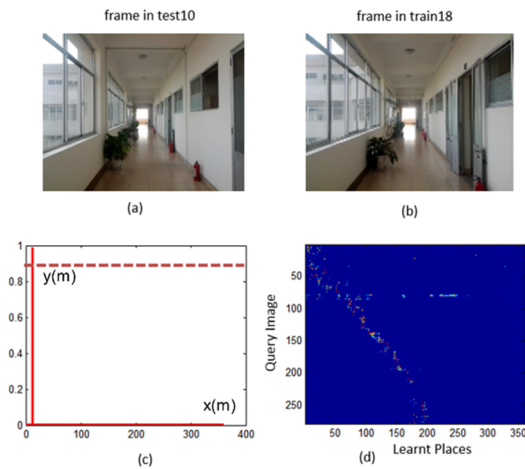 frame in test10
frame in train18
(a)
(b)
1
0.8
0.6
0.4
0.2
0
y(m)
x(m)
0 100 200 300 400
(c)
Query Image
50
100
150
200
250
50 100 150 200 250 300 350
Learnt Places
(d)